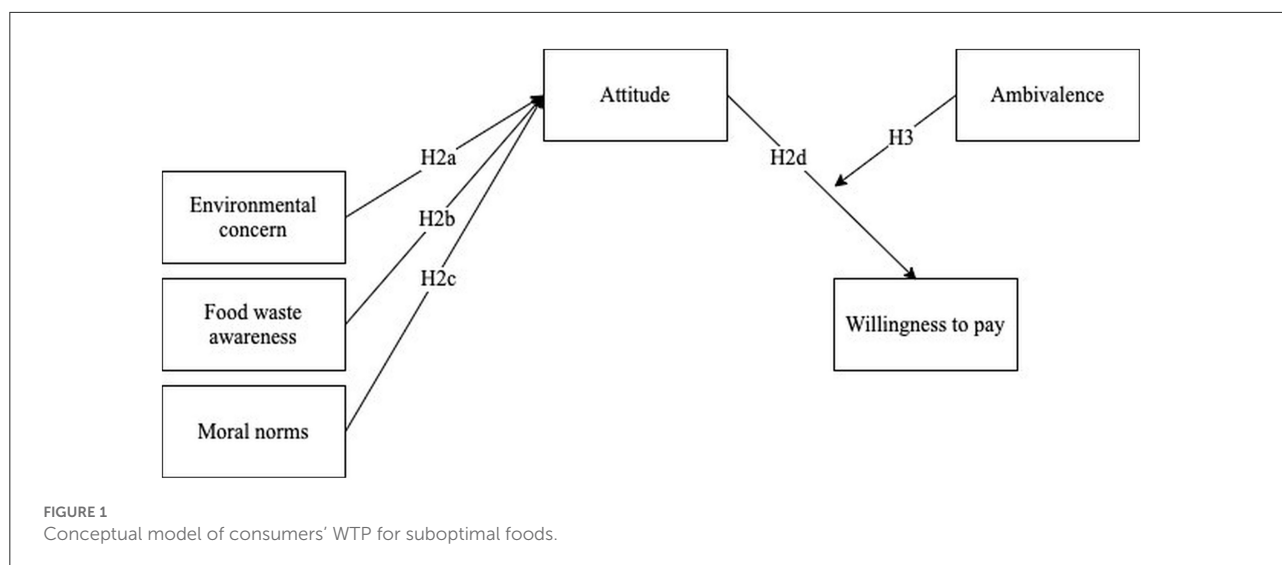 Attitude
Ambivalence
H3
H2d
H2a
Environmental
concern
H2b
Food waste
awareness
H2c
Willingness to pay
Moral norms
FIGURE 1
Conceptual model of consumers’ WTP for suboptimal foods.